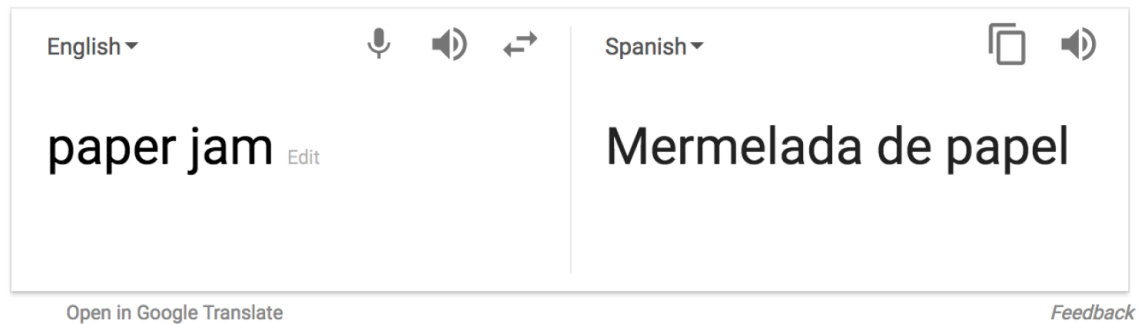 English
Spanish
paper jam Edit
Mermelada de papel
Open in Google Translate
Feedback